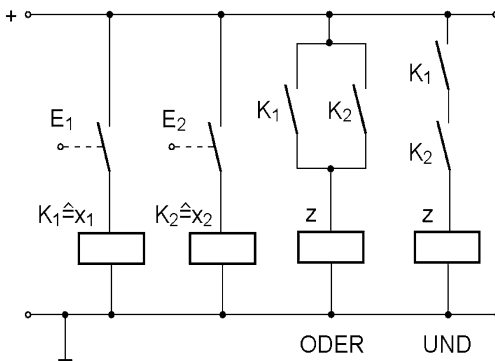 +
E₁
E₂
K₁
K₂
K₁
K₂
K₁≙x₁
K₂≙x₂
z
z
ODER
UND